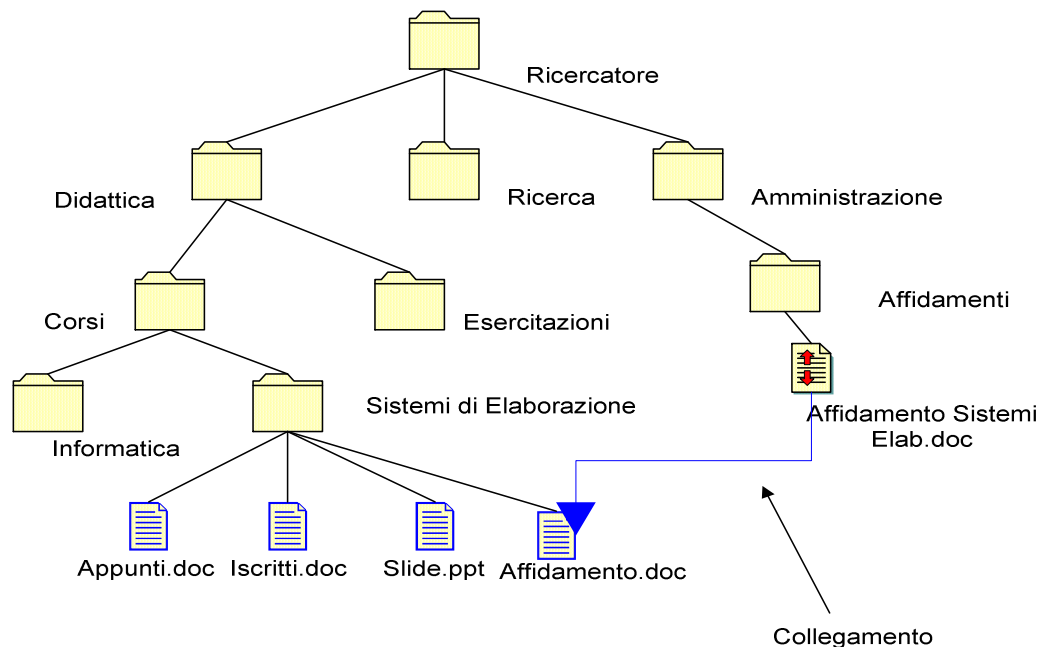 Ricercatore
Didattica
Ricerca
Amministrazione
Corsi
Esercitazioni
Affidamenti
Informatica
Sistemi di Elaborazione
Affidamento Sistemi
Elab.doc
Appunti.doc
Iscritti.doc
Slide.ppt
Affidamento.doc
Collegamento